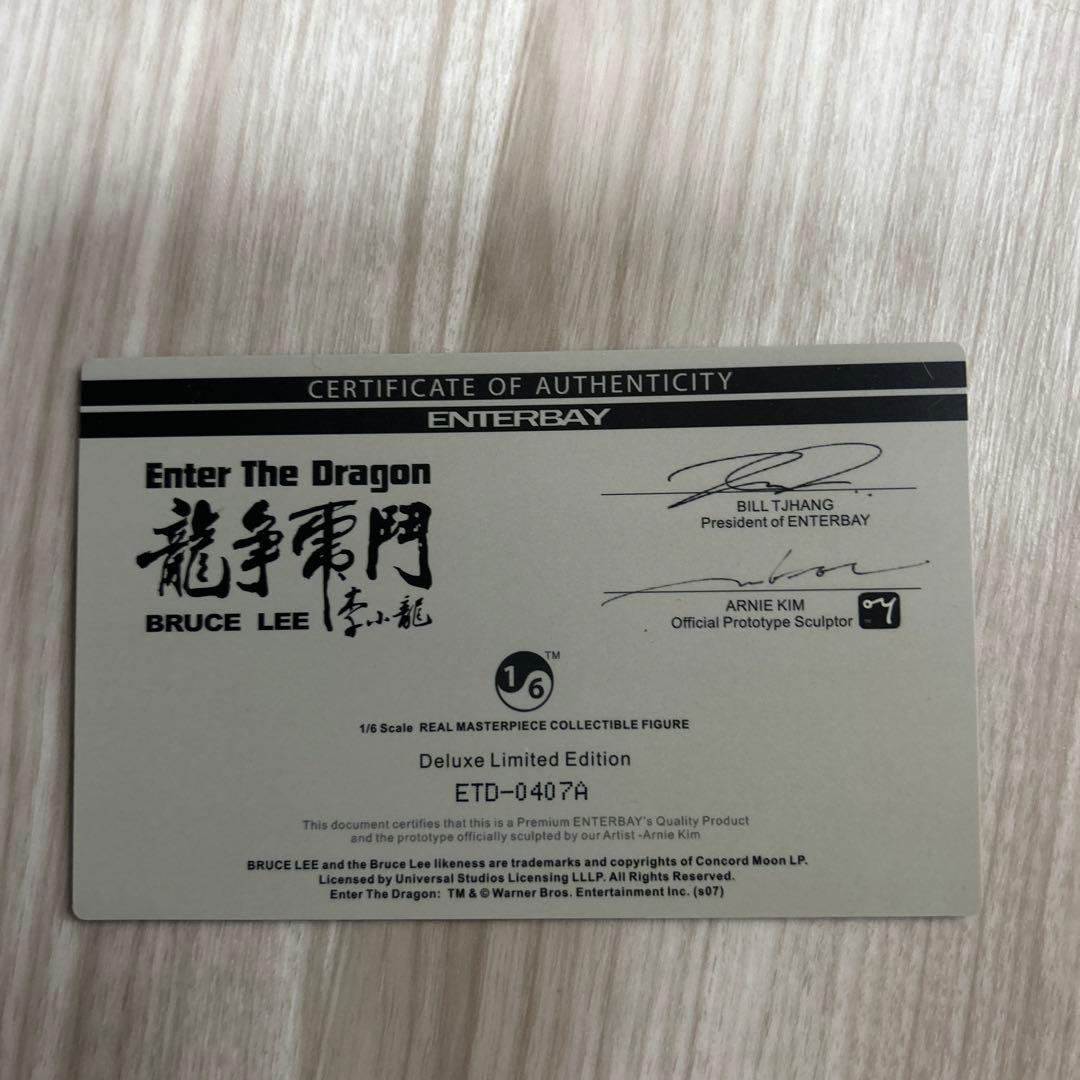 CERTIFICATE OF AUTHENTICITY
ENTERBAY
Enter The Dragon
龍争虎鬥
BRUCE LEE 李小龍
BILL TJHANG
President of ENTERBAY
ARNIE KIM
Official Prototype Sculptor
1/6 TM
1/6 Scale REAL MASTERPIECE COLLECTIBLE FIGURE
Deluxe Limited Edition
ETD-0407A
This document certifies that this is a Premium ENTERBAY's Quality Product
and the prototype officially sculpted by our Artist -Arnie Kim
BRUCE LEE and the Bruce Lee likeness are trademarks and copyrights of Concord Moon LP.
Licensed by Universal Studios Licensing LLLP. All Rights Reserved.
Enter The Dragon: TM & © Warner Bros. Entertainment Inc. (s07)